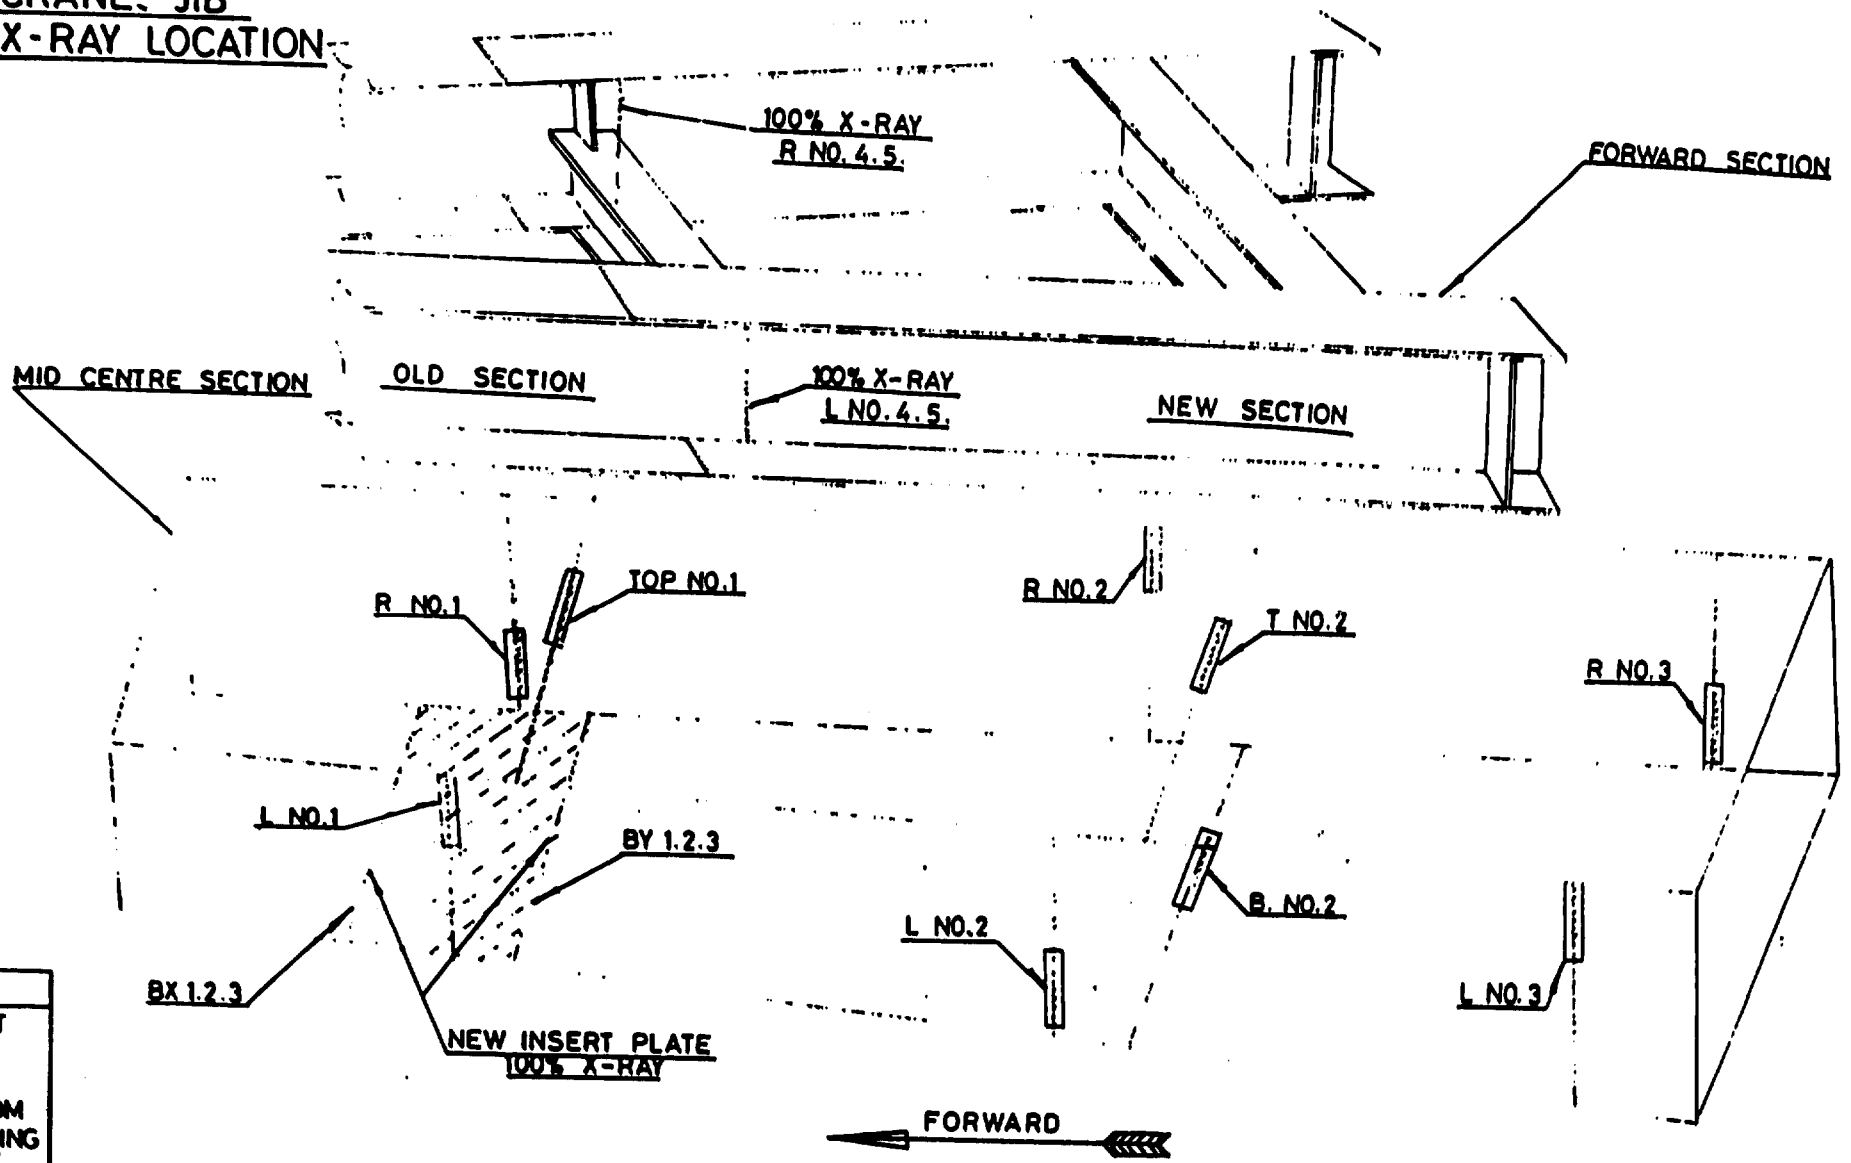 CRANE. JIB
X-RAY LOCATION
100% X-RAY
R NO. 4.5.
FORWARD SECTION
MID CENTRE SECTION
OLD SECTION
100% X-RAY
L NO. 4.5.
NEW SECTION
R NO.1
TOP NO.1
R NO.2
T NO.2
R NO.3
L NO.1
BY 1.2.3
B. NO.2
L NO.2
BX 1.2.3
L NO.3
NEW INSERT PLATE
100% X-RAY
FORWARD